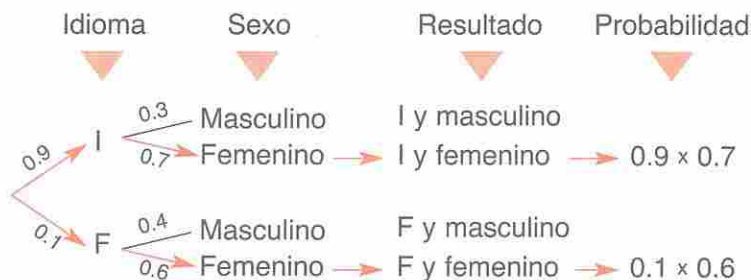 Idioma Sexo Resultado Probabilidad
0.3 Masculino I y masculino
0.9 I
0.7 Femenino I y femenino 0.9 × 0.7
0.4 Masculino F y masculino
0.1 F
0.6 Femenino F y femenino 0.1 × 0.6